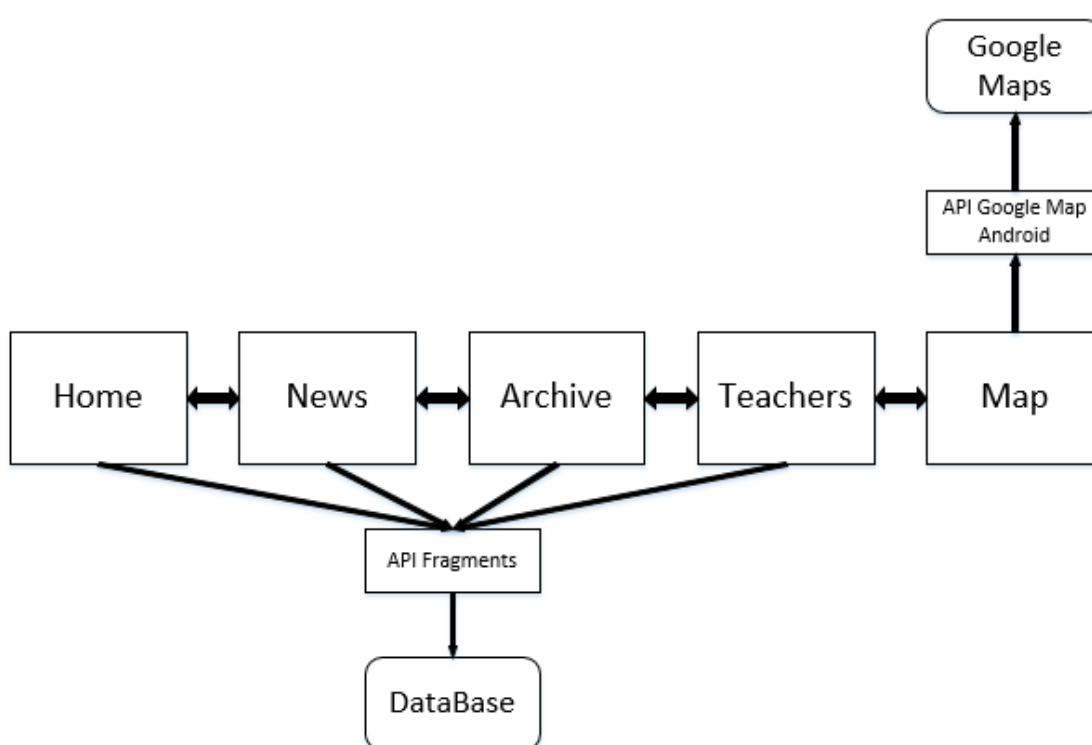 Google
Maps
API Google Map
Android
Home
News
Archive
Teachers
Map
API Fragments
DataBase